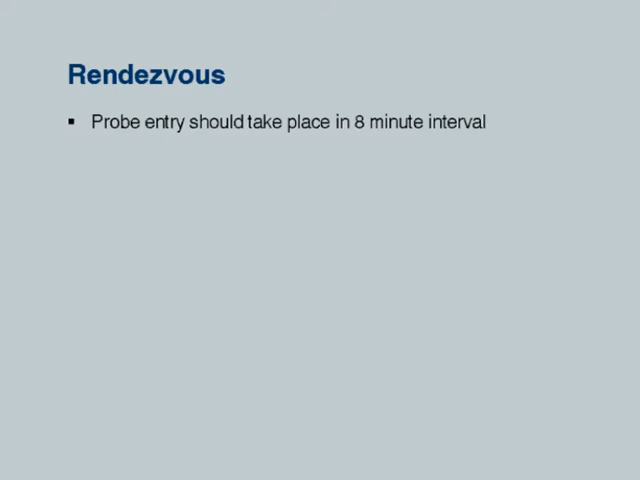 Rendezvous
▪ Probe entry should take place in 8 minute interval